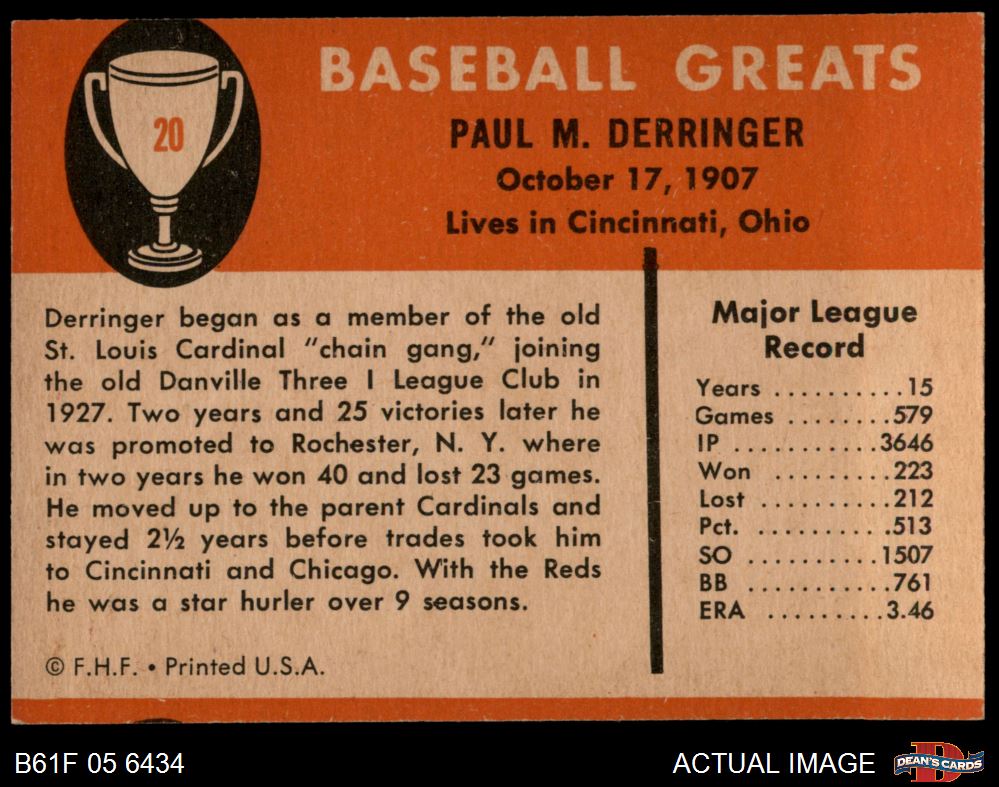 20
BASEBALL GREATS
PAUL M. DERRINGER
October 17, 1907
Lives in Cincinnati, Ohio
Derringer began as a member of the old
St. Louis Cardinal "chain gang," joining
the old Danville Three I League Club in
1927. Two years and 25 victories later he
was promoted to Rochester, N. Y. where
in two years he won 40 and lost 23 games.
He moved up to the parent Cardinals and
stayed 2½ years before trades took him
to Cincinnati and Chicago. With the Reds
he was a star hurler over 9 seasons.
© F.H.F. • Printed U.S.A.
Major League
Record
Years ..........15
Games ........579
IP ...........3646
Won .........223
Lost ..........212
Pct. ..........513
SO ..........1507
BB ...........761
ERA .........3.46
B61F 05 6434
ACTUAL IMAGE
DEAN'S CARDS